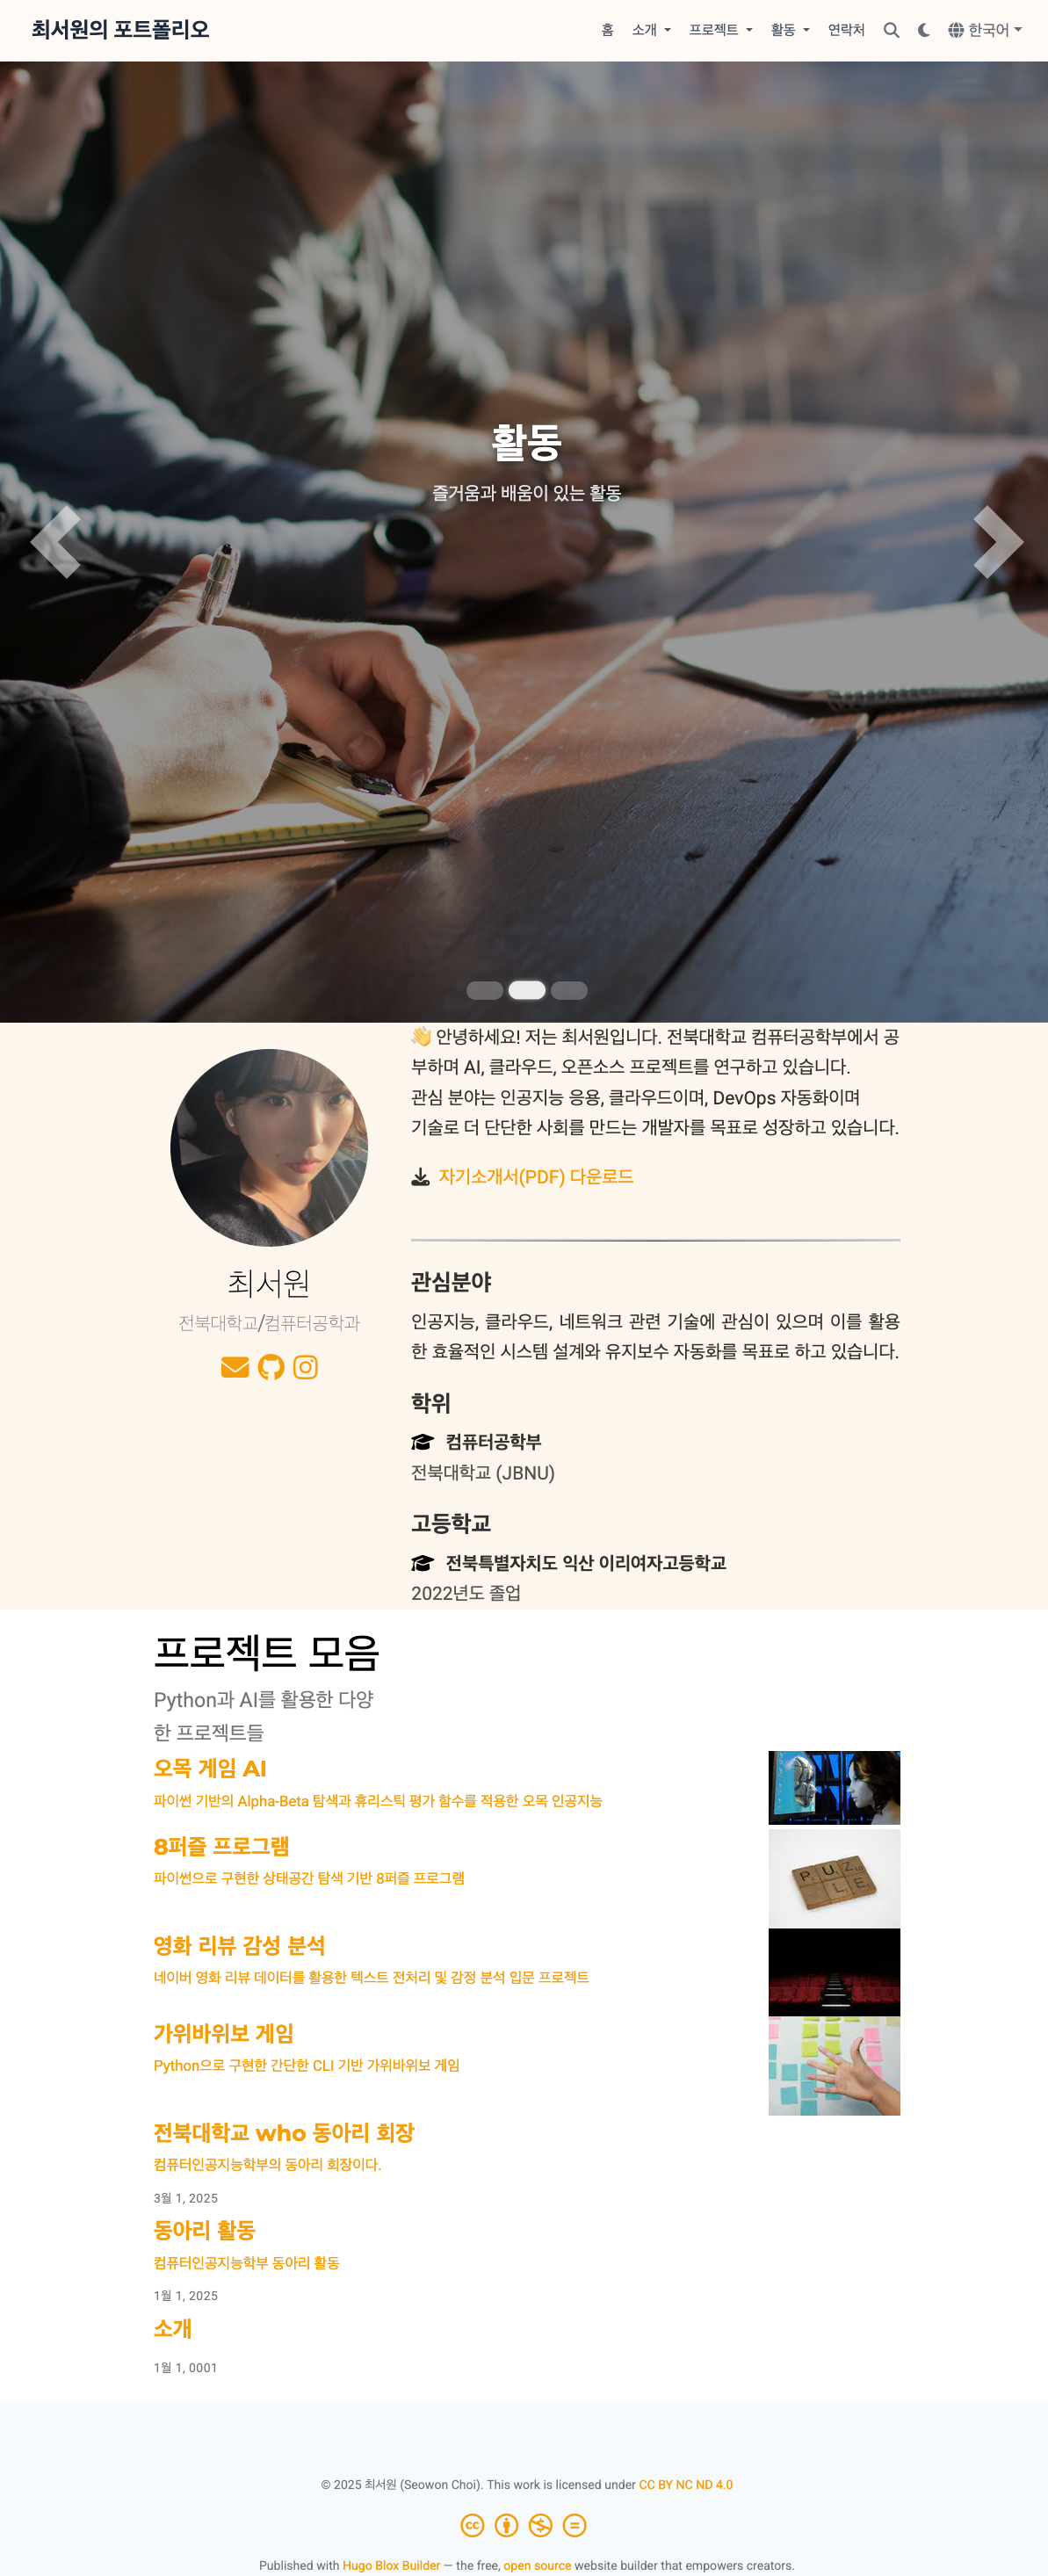 최서원의 포트폴리오
홈 소개 프로젝트 활동 연락처 한국어
활동
즐거움과 배움이 있는 활동
👋 안녕하세요! 저는 최서원입니다. 전북대학교 컴퓨터공학부에서 공
부하며 AI, 클라우드, 오픈소스 프로젝트를 연구하고 있습니다.
관심 분야는 인공지능 응용, 클라우드이며, DevOps 자동화이며
기술로 더 단단한 사회를 만드는 개발자를 목표로 성장하고 있습니다.
자기소개서(PDF) 다운로드
최서원
전북대학교/컴퓨터공학과
관심분야
인공지능, 클라우드, 네트워크 관련 기술에 관심이 있으며 이를 활용
한 효율적인 시스템 설계와 유지보수 자동화를 목표로 하고 있습니다.
학위
컴퓨터공학부
전북대학교 (JBNU)
고등학교
전북특별자치도 익산 이리여자고등학교
2022년도 졸업
프로젝트 모음
Python과 AI를 활용한 다양
한 프로젝트들
오목 게임 AI
파이썬 기반의 Alpha-Beta 탐색과 휴리스틱 평가 함수를 적용한 오목 인공지능
8퍼즐 프로그램
파이썬으로 구현한 상태공간 탐색 기반 8퍼즐 프로그램
PUZ
LE
영화 리뷰 감성 분석
네이버 영화 리뷰 데이터를 활용한 텍스트 전처리 및 감정 분석 입문 프로젝트
가위바위보 게임
Python으로 구현한 간단한 CLI 기반 가위바위보 게임
전북대학교 who 동아리 회장
컴퓨터인공지능학부의 동아리 회장이다.
3월 1, 2025
동아리 활동
컴퓨터인공지능학부 동아리 활동
1월 1, 2025
소개
1월 1, 0001
© 2025 최서원 (Seowon Choi). This work is licensed under CC BY NC ND 4.0
Published with Hugo Blox Builder — the free, open source website builder that empowers creators.